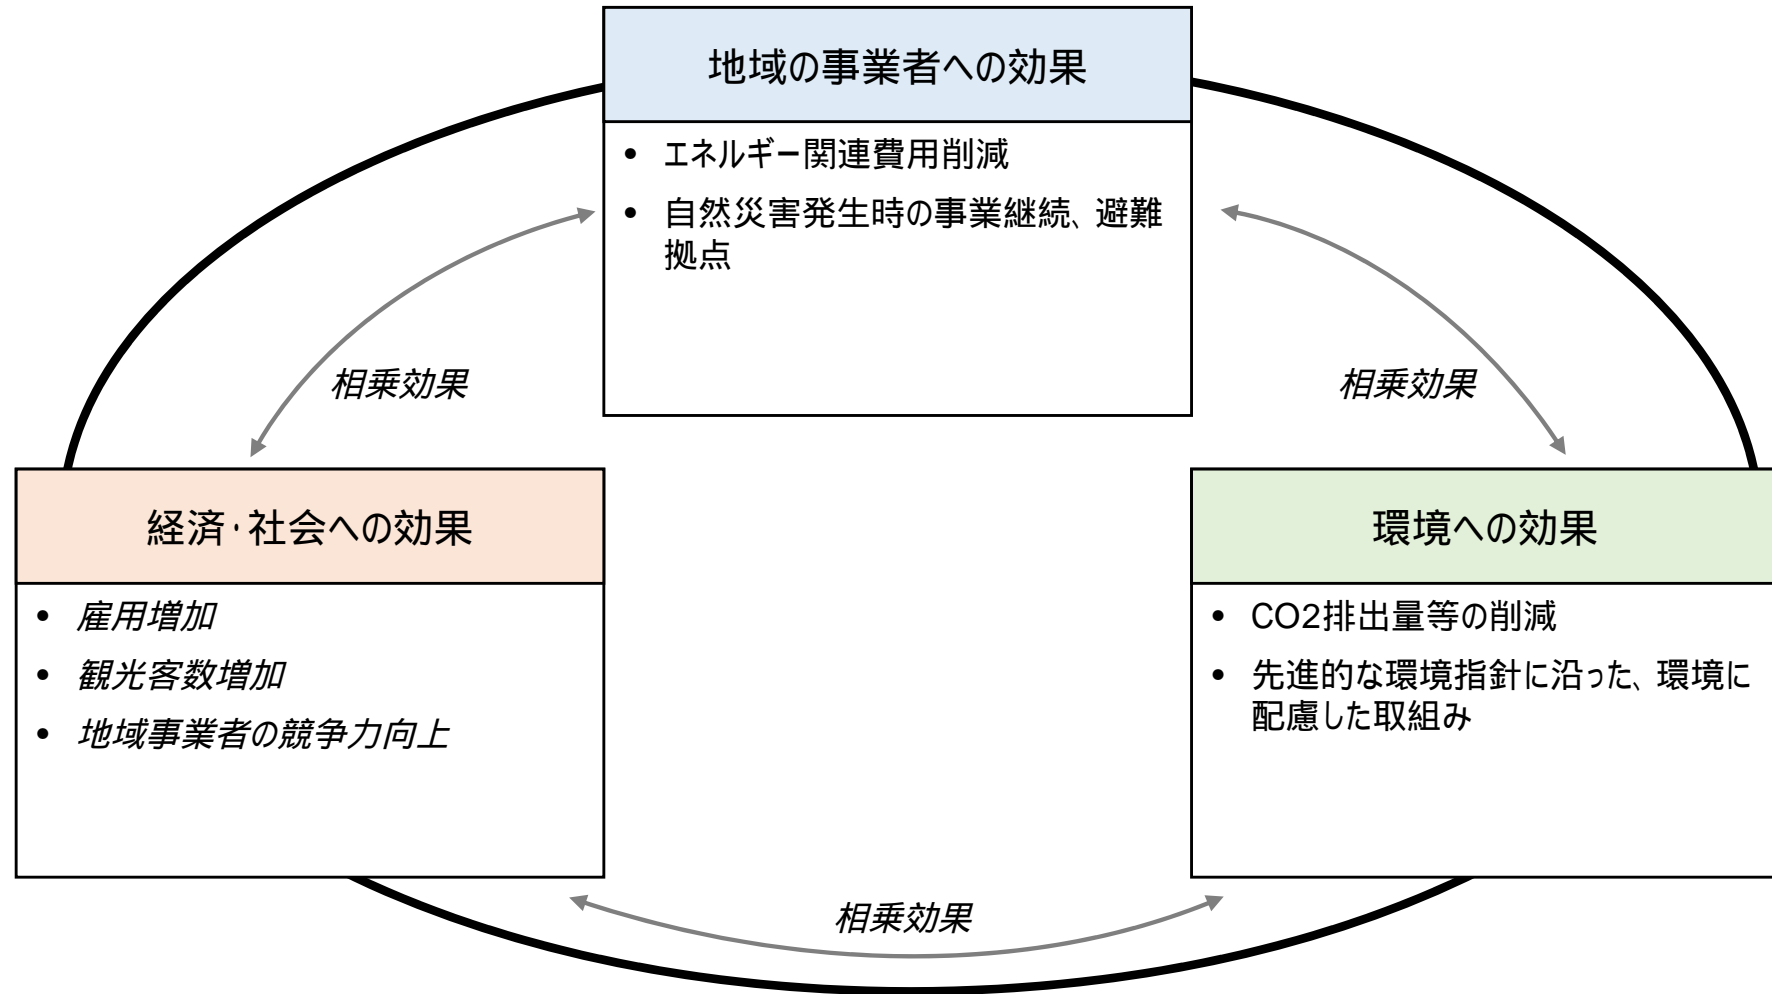 地域の事業者への効果
• エネルギー関連費用削減
• 自然災害発生時の事業継続、避難
拠点
相乗効果
相乗効果
経済・社会への効果
• 雇用増加
• 観光客数増加
• 地域事業者の競争力向上
環境への効果
• CO2排出量等の削減
• 先進的な環境指針に沿った、環境に
配慮した取組み
相乗効果